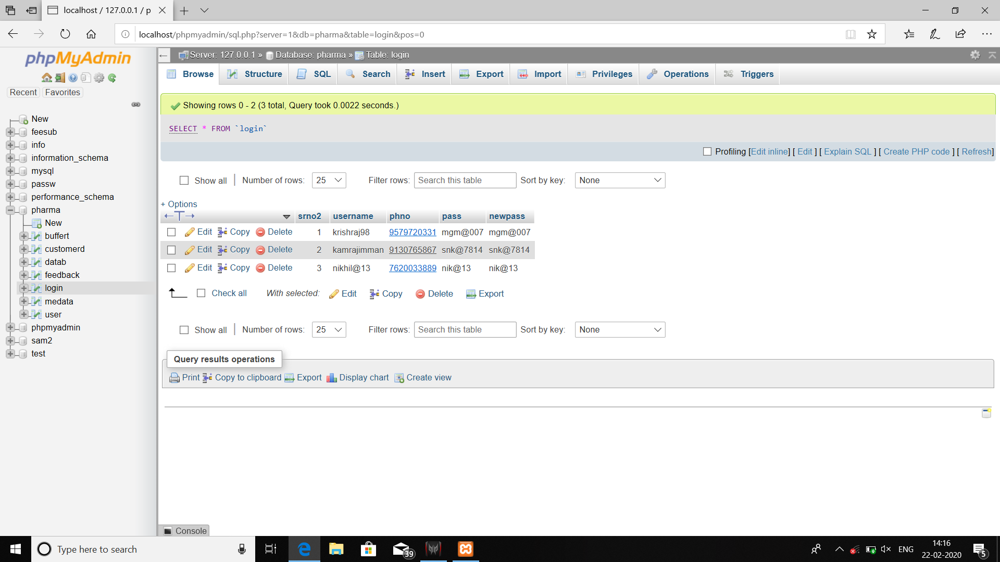 localhost / 127.0.0.1 / p
localhost/phpmyadmin/sql.php?server=1&db=pharma&table=login&pos=0
phpMyAdmin
Recent Favorites
New
feesub
info
information_schema
mysql
passw
performance_schema
pharma
New
buffert
customerd
datab
feedback
login
medata
user
phpmyadmin
sam2
test
Server: 127.0.0.1 » Database: pharma » Table: login
Browse Structure SQL Search Insert Export Import Privileges Operations Triggers
Showing rows 0 - 2 (3 total, Query took 0.0022 seconds.)
SELECT * FROM `login`
Profiling [Edit inline] [ Edit ] [ Explain SQL ] [ Create PHP code ] [ Refresh]
Show all | Number of rows: 25 Filter rows: Search this table Sort by key: None
+ Options
←T→ srno2 username phno pass newpass
Edit Copy Delete 1 krishraj98 9579720331 mgm@007 mgm@007
Edit Copy Delete 2 kamrajimman 9130765867 snk@7814 snk@7814
Edit Copy Delete 3 nikhil@13 7620033889 nik@13 nik@13
Check all With selected: Edit Copy Delete Export
Show all | Number of rows: 25 Filter rows: Search this table Sort by key: None
Query results operations
Print Copy to clipboard Export Display chart Create view
Console
Type here to search
39
ENG
14:16
22-02-2020
5